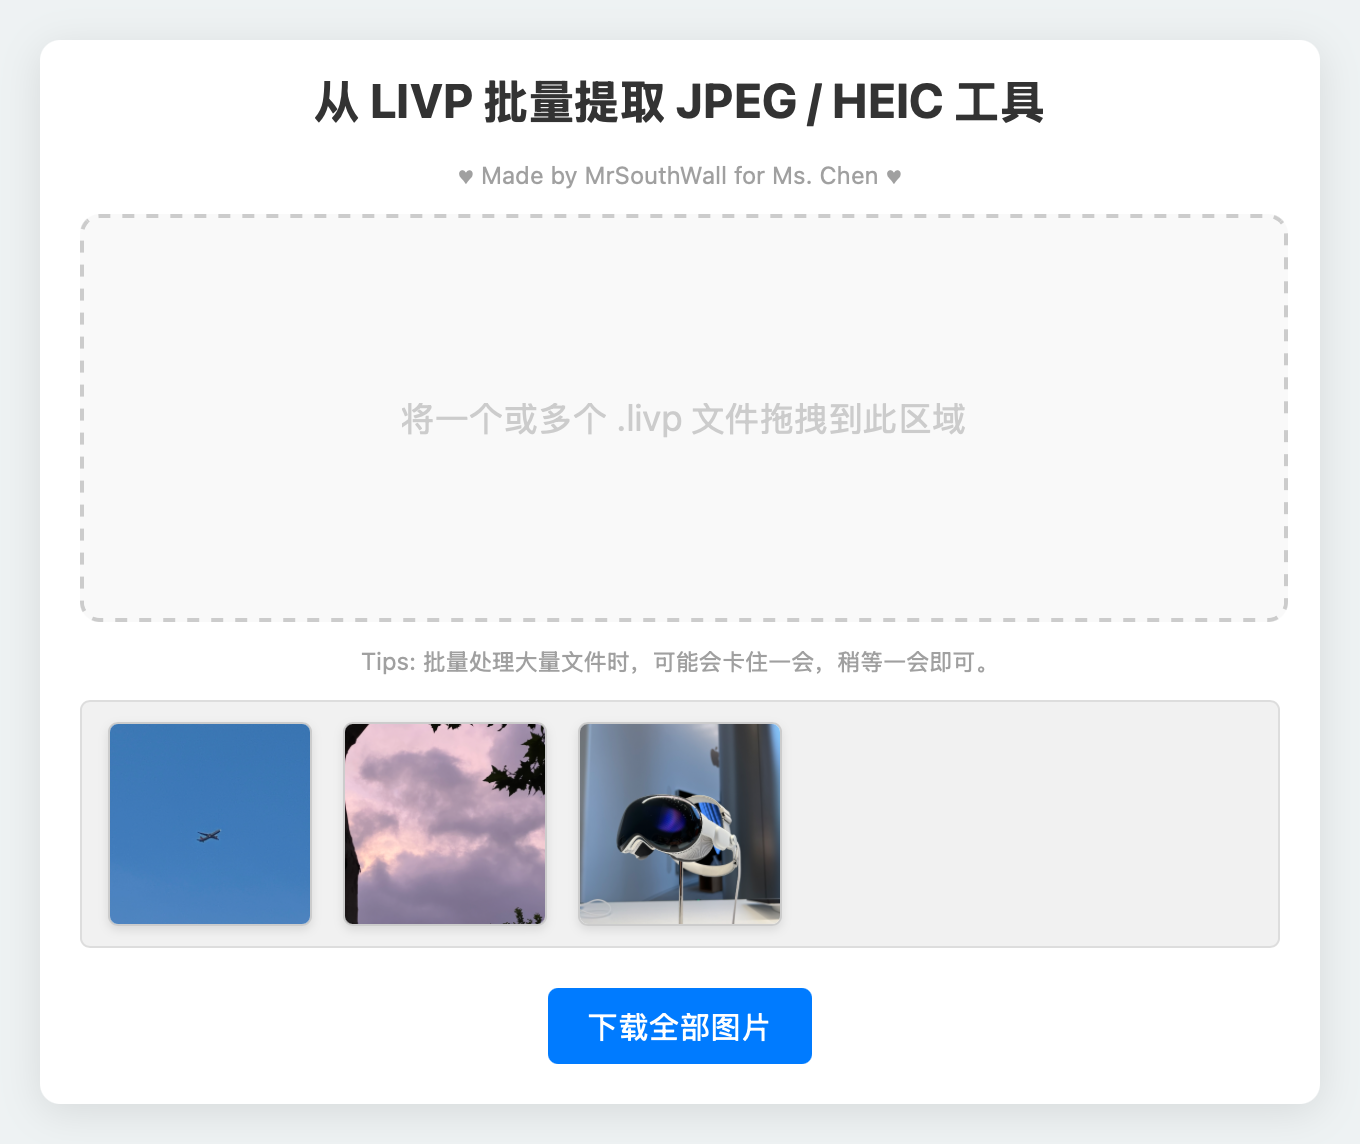 从 LIVP 批量提取 JPEG / HEIC 工具
♥ Made by MrSouthWall for Ms. Chen ♥
将一个或多个 .livp 文件拖拽到此区域
Tips: 批量处理大量文件时，可能会卡住一会，稍等一会即可。
下载全部图片